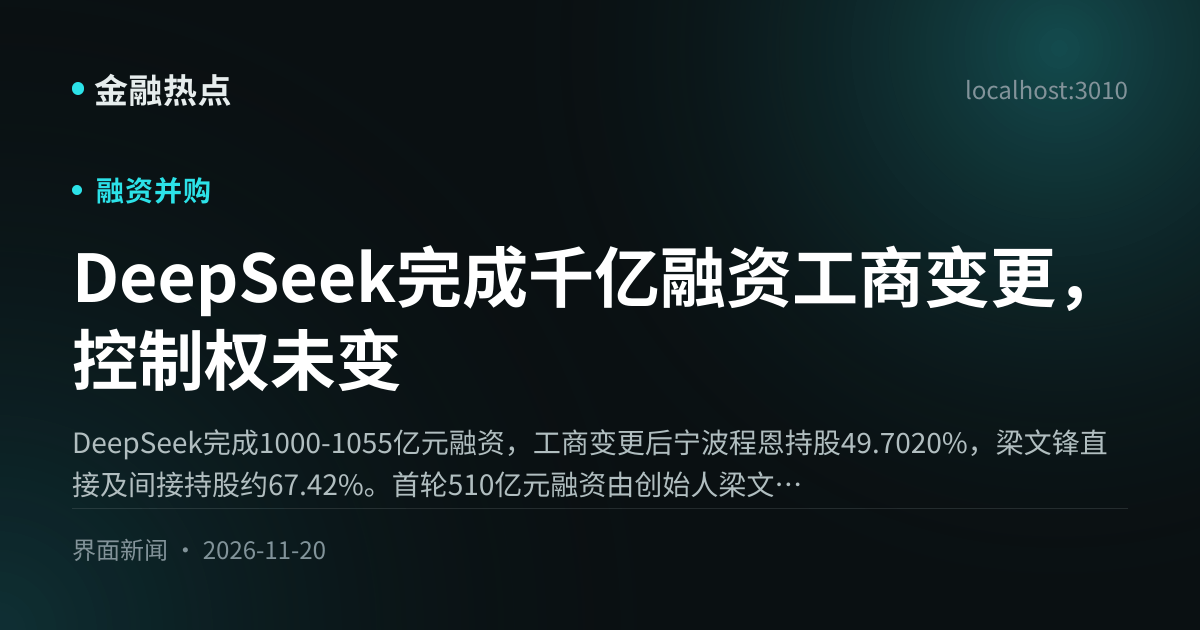 金融热点
localhost:3010
融资并购
DeepSeek完成千亿融资工商变更，
控制权未变
DeepSeek完成1000-1055亿元融资，工商变更后宁波程恩持股49.7020%，梁文锋直
接及间接持股约67.42%。首轮510亿元融资由创始人梁文…
界面新闻 • 2026-11-20